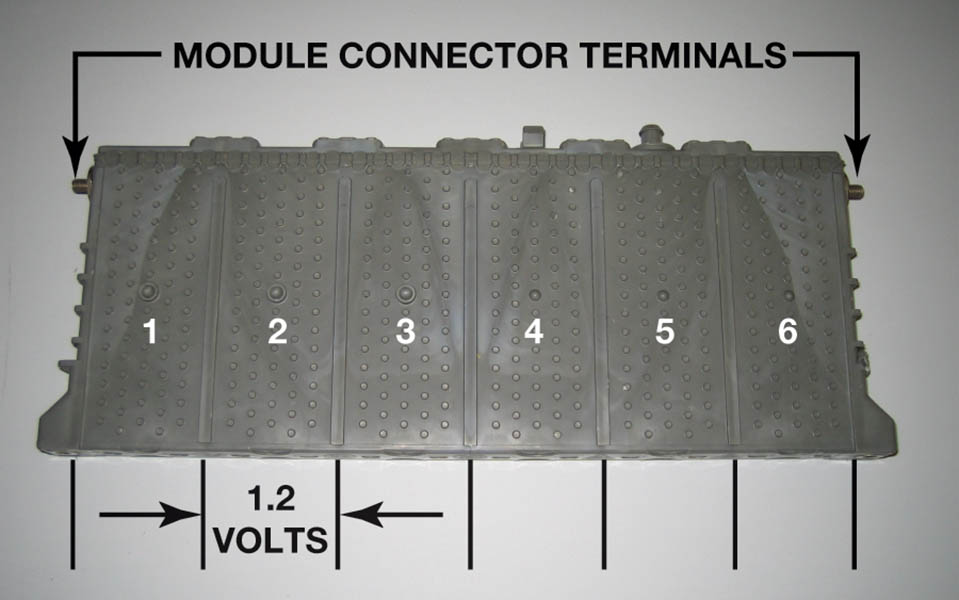 MODULE CONNECTOR TERMINALS
1 2 3 4 5 6
1.2
VOLTS